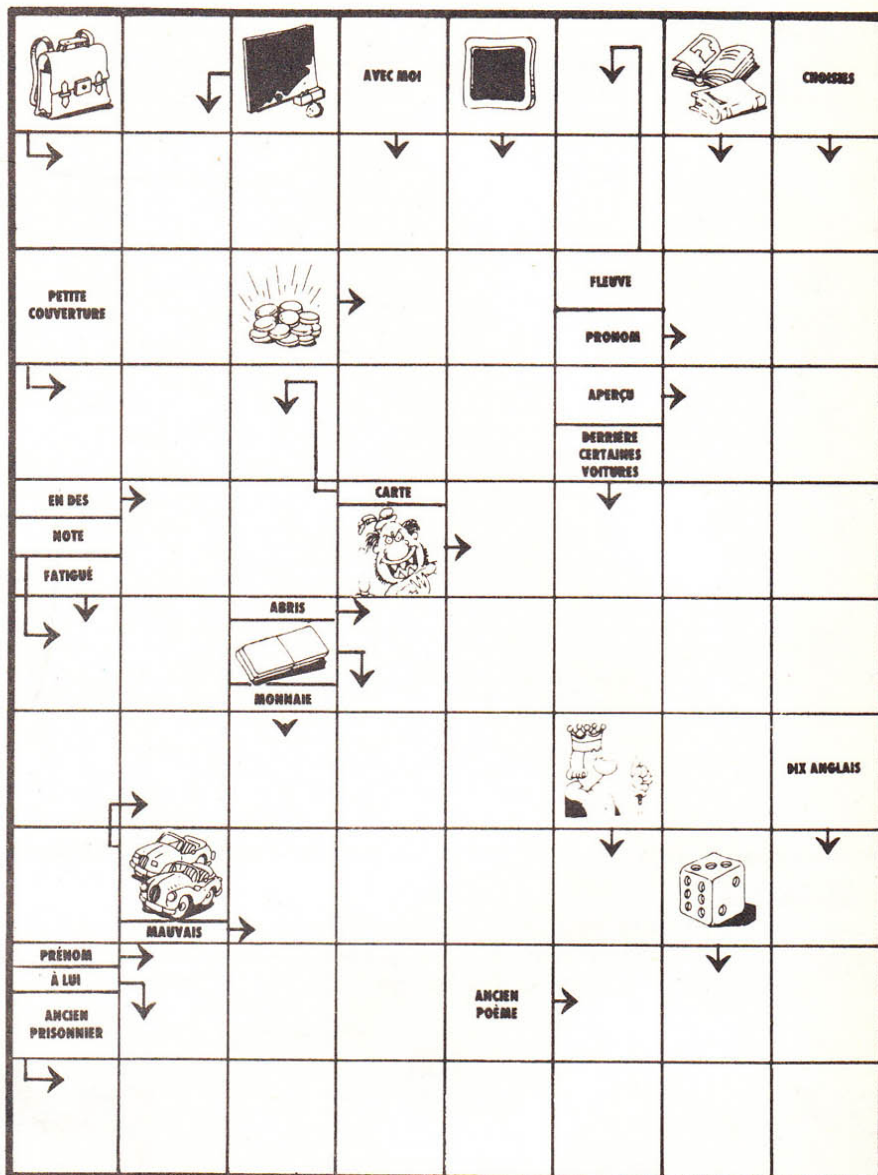 AVEC MOI
CHOISIES
PETITE
COUVERTURE
FLEUVE
PRONOM
APERÇU
DERRIÈRE
CERTAINES
VOITURES
EN DES
CARTE
NOTE
FATIGUÉ
ABRIS
MONNAIE
DIX ANGLAIS
MAUVAIS
PRÉNOM
À LUI
ANCIEN
PRISONNIER
ANCIEN
POÈME